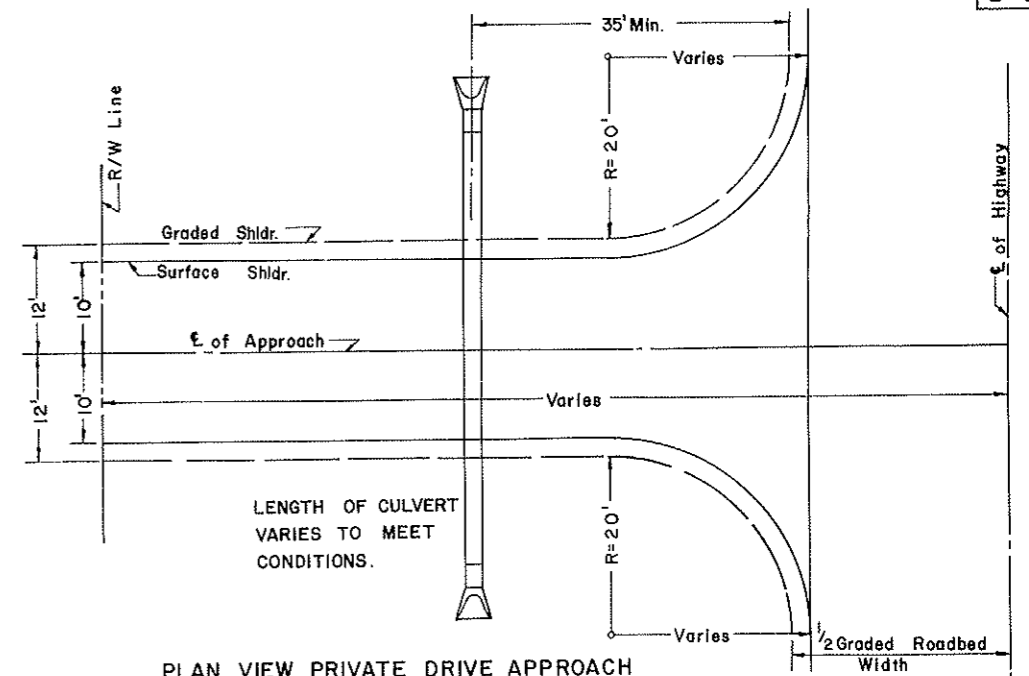 35' Min.
Varies
R/W Line
R=20'
℄ of Highway
Graded Shldr.
Surface Shldr.
12'
10'
℄ of Approach
Varies
12'
10'
LENGTH OF CULVERT
VARIES TO MEET
CONDITIONS.
R=20'
Varies
1/2 Graded Roadbed
Width
PLAN VIEW PRIVATE DRIVE APPROACH